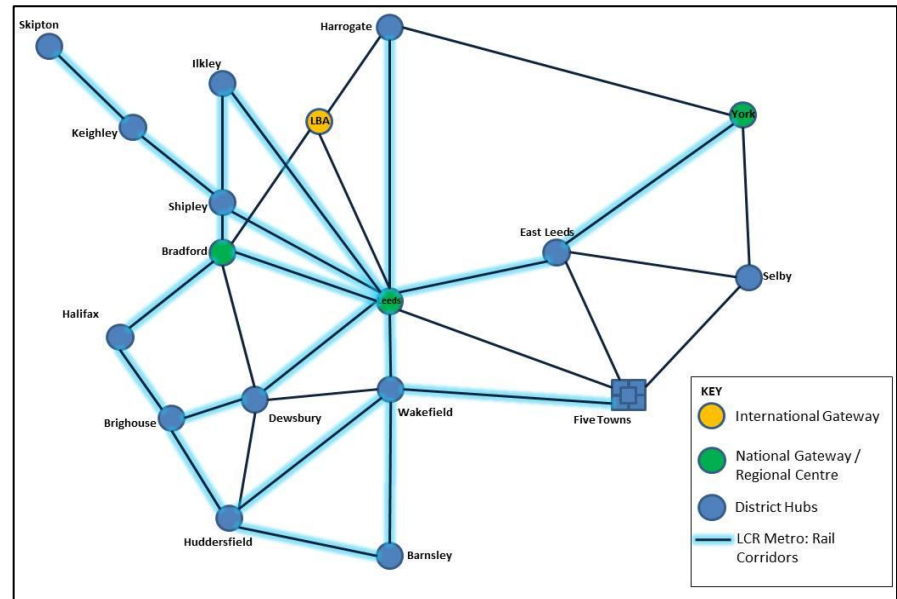 Skipton
Harrogate
Ilkley
LBA
York
Keighley
Shipley
East Leeds
Bradford
Selby
Leeds
Halifax
Dewsbury
Wakefield
Five Towns
Brighouse
Huddersfield
Barnsley
KEY
International Gateway
National Gateway /
Regional Centre
District Hubs
LCR Metro: Rail
Corridors